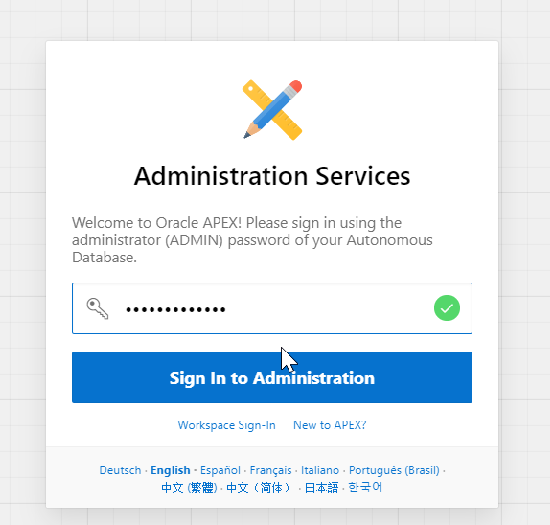 Administration Services
Welcome to Oracle APEX! Please sign in using the
administrator (ADMIN) password of your Autonomous
Database.
Sign In to Administration
Workspace Sign-In New to APEX?
Deutsch · English · Español · Français · Italiano · Português (Brasil) ·
中文 (繁體) · 中文（简体） · 日本語 · 한국어